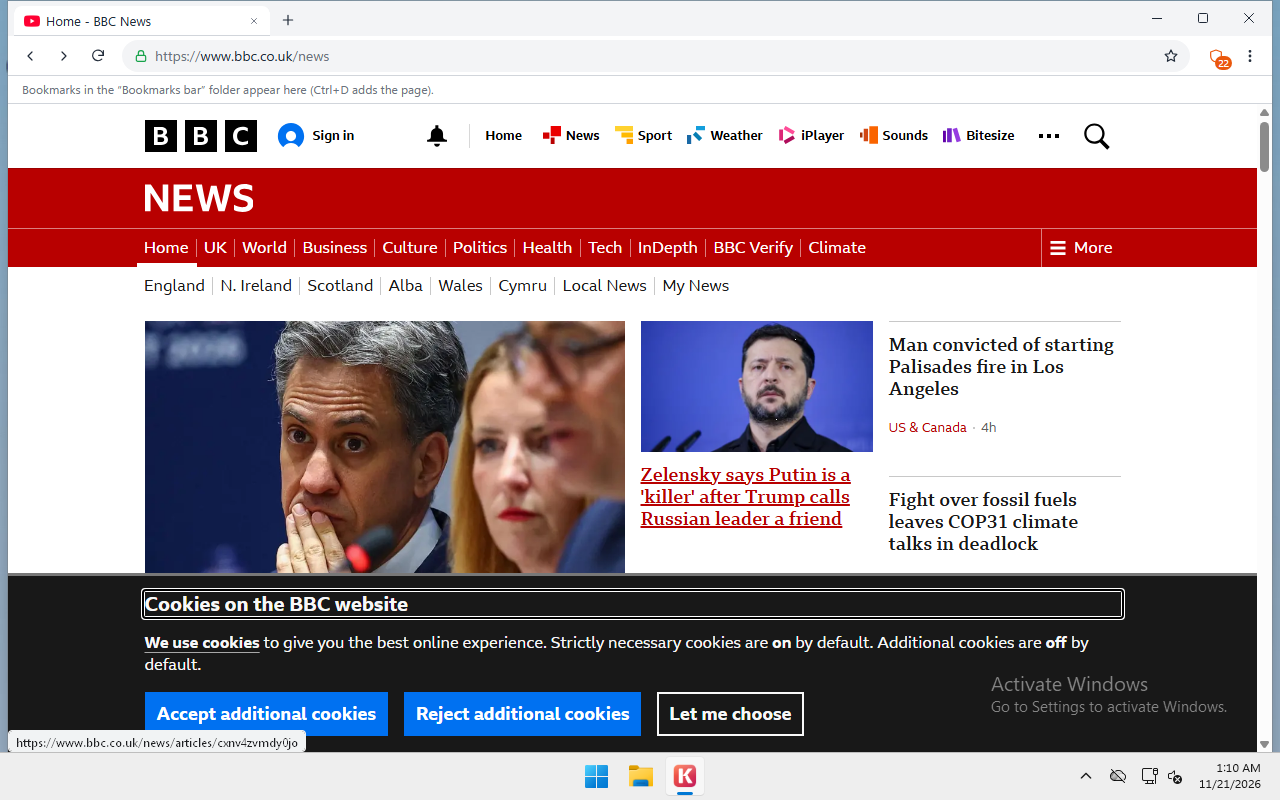 Home - BBC News
https://www.bbc.co.uk/news
22
Bookmarks in the "Bookmarks bar" folder appear here (Ctrl+D adds the page).
BBC
Sign in
Home
News
Sport
Weather
iPlayer
Sounds
Bitesize
NEWS
Home
UK
World
Business
Culture
Politics
Health
Tech
InDepth
BBC Verify
Climate
More
England
N. Ireland
Scotland
Alba
Wales
Cymru
Local News
My News
Zelensky says Putin is a
'killer' after Trump calls
Russian leader a friend
Man convicted of starting
Palisades fire in Los
Angeles
US & Canada · 4h
Fight over fossil fuels
leaves COP31 climate
talks in deadlock
Cookies on the BBC website
We use cookies to give you the best online experience. Strictly necessary cookies are on by default. Additional cookies are off by
default.
Accept additional cookies
Reject additional cookies
Let me choose
Activate Windows
Go to Settings to activate Windows.
https://www.bbc.co.uk/news/articles/cxnv4zvmdy0jo
K
1:10 AM
11/21/2026